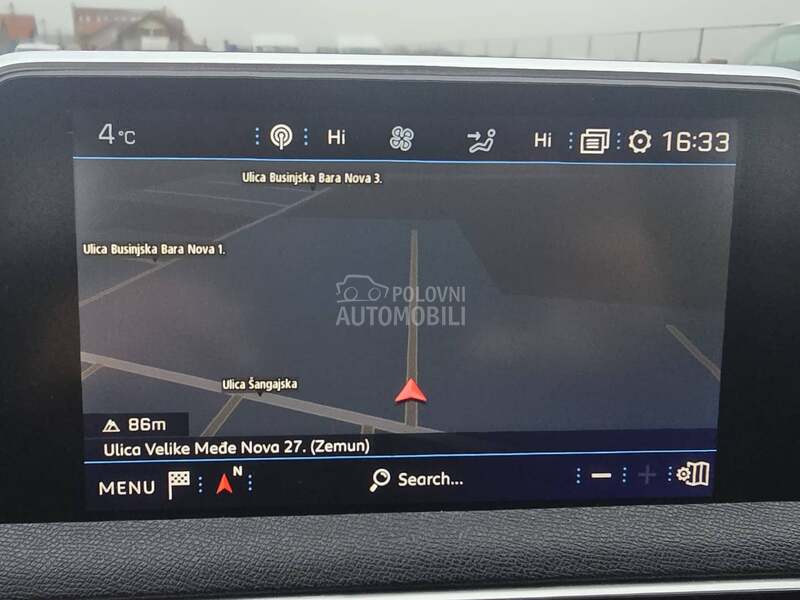 4°C Hi Hi 16:33
Ulica Businjska Bara Nova 3.
Ulica Businjska Bara Nova 1.
POLOVNI
AUTOMOBILI
Ulica Šangajska
86m
Ulica Velike Međe Nova 27. (Zemun)
MENU N Search...